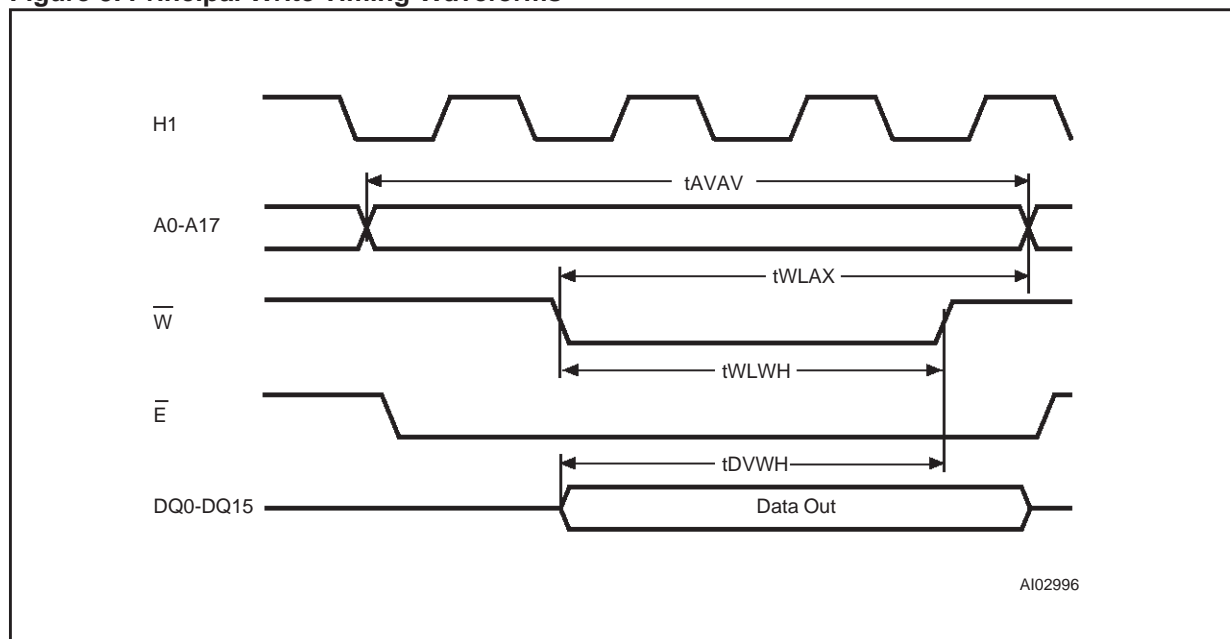 H1
tAVAV
A0-A17
tWLAX
W
tWLWH
E
tDVWH
DQ0-DQ15
Data Out
AI02996